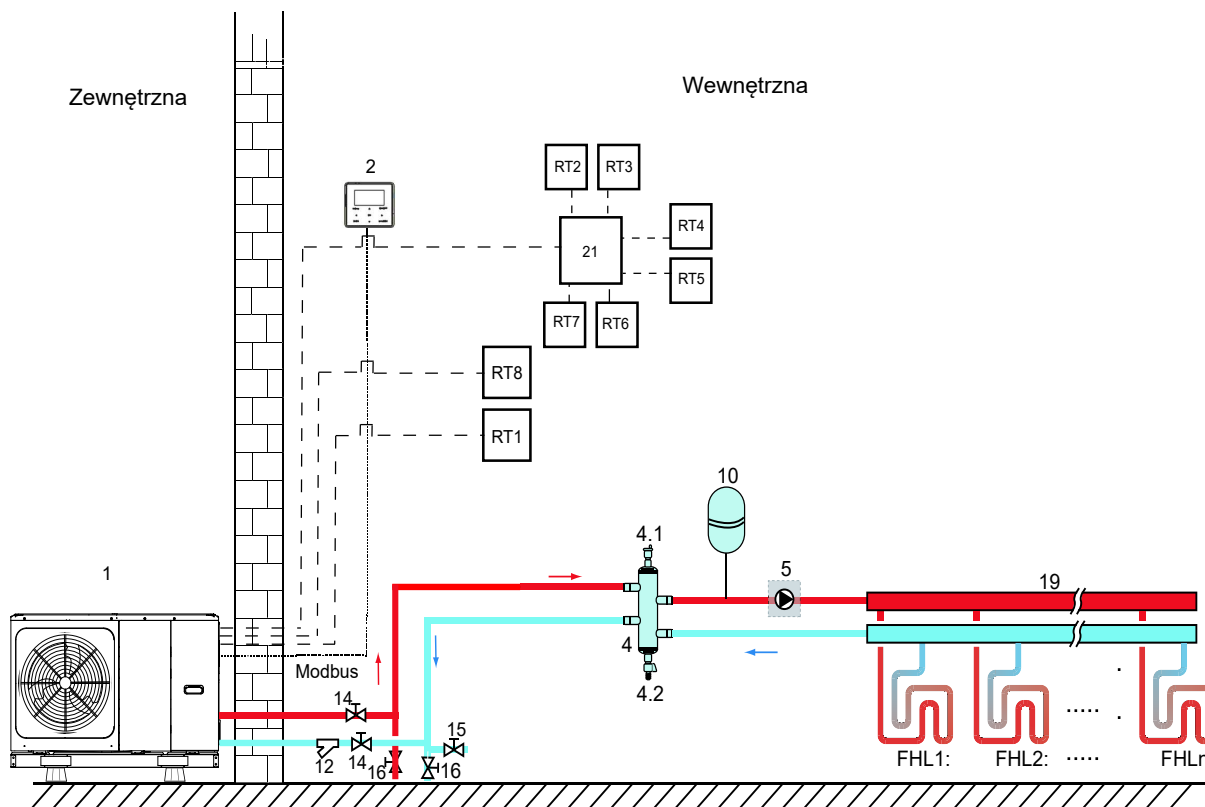 Zewnętrzna
Wewnętrzna
2
RT2
RT3
RT4
21
RT5
RT7
RT6
RT8
RT1
10
4.1
1
5
19
4
4.2
Modbus
14
15
12
14
16
16
.
.....
.
FHL1:
FHL2:
.....
FHLn